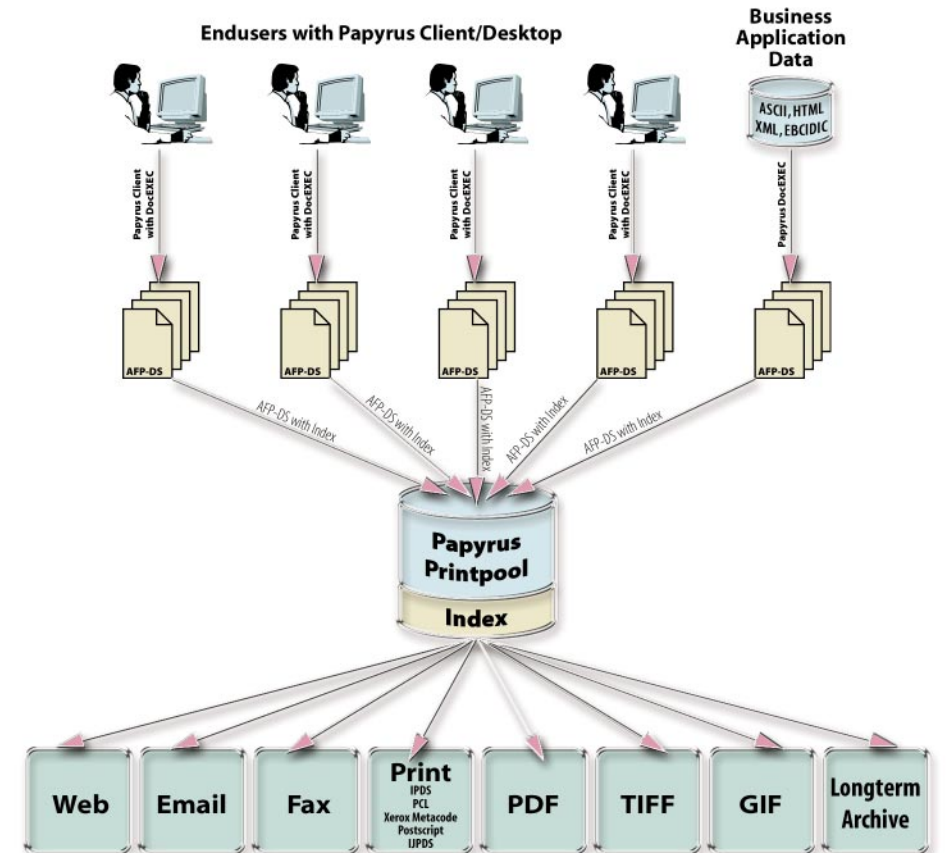 Endusers with Papyrus Client/Desktop
Business
Application
Data
ASCII, HTML
XML, EBCIDIC
Papyrus Client
with DocEXEC
Papyrus Client
with DocEXEC
Papyrus Client
with DocEXEC
Papyrus Client
with DocEXEC
Papyrus DocEXEC
AFP-DS
AFP-DS
AFP-DS
AFP-DS
AFP-DS
AFP-DS with Index
AFP-DS with Index
AFP-DS with Index
AFP-DS with Index
AFP-DS with Index
Papyrus
Printpool
Index
Web
Email
Fax
Print
IPDS
PCL
Xerox Metacode
Postscript
IJPDS
PDF
TIFF
GIF
Longterm
Archive